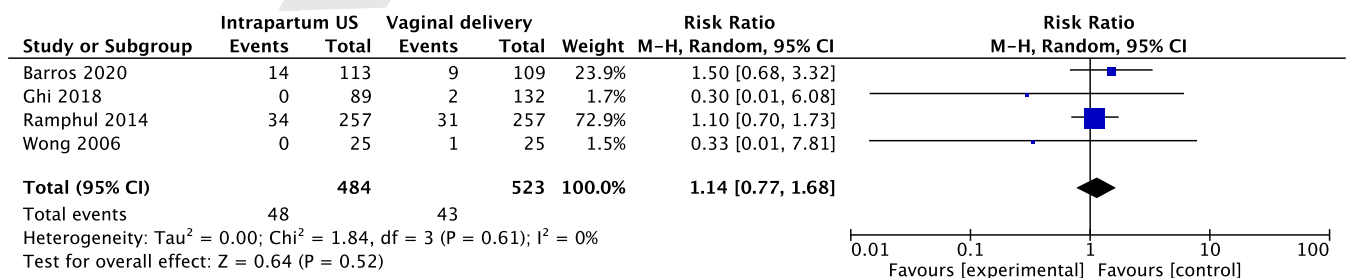 Intrapartum US Vaginal delivery Risk Ratio Risk Ratio
Study or Subgroup Events Total Events Total Weight M-H, Random, 95% CI M-H, Random, 95% CI
Barros 2020 14 113 9 109 23.9% 1.50 [0.68, 3.32]
Ghi 2018 0 89 2 132 1.7% 0.30 [0.01, 6.08]
Ramphul 2014 34 257 31 257 72.9% 1.10 [0.70, 1.73]
Wong 2006 0 25 1 25 1.5% 0.33 [0.01, 7.81]
Total (95% CI) 484 523 100.0% 1.14 [0.77, 1.68]
Total events 48 43
Heterogeneity: Tau² = 0.00; Chi² = 1.84, df = 3 (P = 0.61); I² = 0%
Test for overall effect: Z = 0.64 (P = 0.52)
0.01 0.1 1 10 100
Favours [experimental] Favours [control]